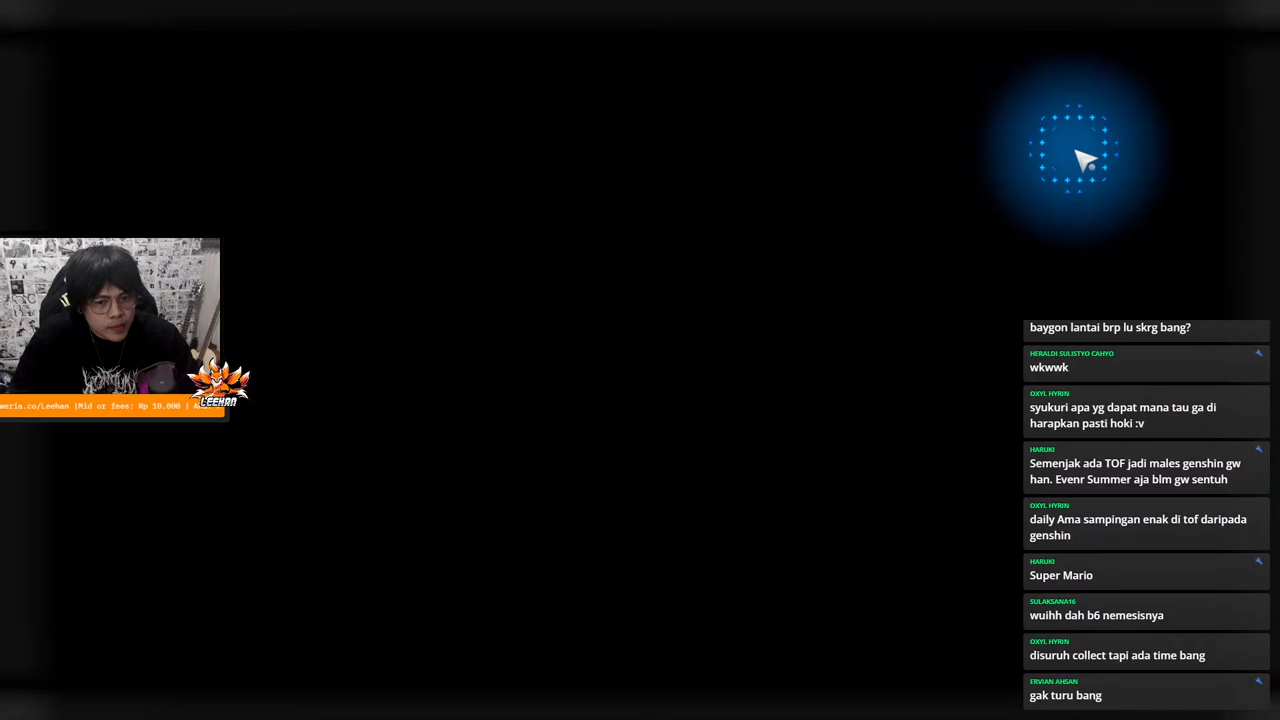 weria.co/Leehan |Mid or fees: Rp 10.000 |
LEEHAN
baygon lantai brp lu skrg bang?
HERALDI SULISTYO CAHYO
wkwwk
OXYL HYRIN
syukuri apa yg dapat mana tau ga di
harapkan pasti hoki :v
HARUKI
Semenjak ada TOF jadi males genshin gw
han. Evenr Summer aja blm gw sentuh
OXYL HYRIN
daily Ama sampingan enak di tof daripada
genshin
HARUKI
Super Mario
SULAKSANA16
wuihh dah b6 nemesisnya
OXYL HYRIN
disuruh collect tapi ada time bang
ERVIAN AHSAN
gak turu bang